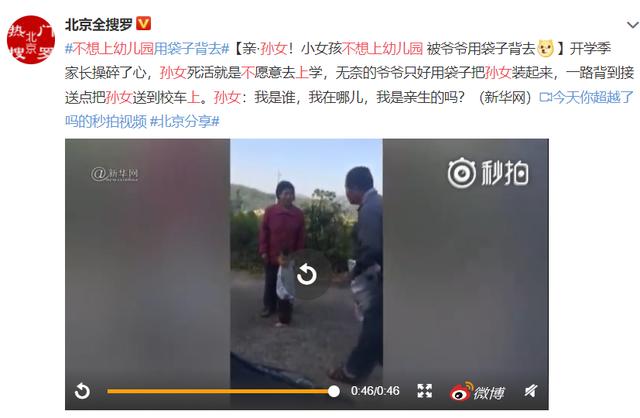 北京全搜罗
热门
北京
搜罗
#不想上幼儿园用袋子背去#【亲·孙女！小女孩不想上幼儿园 被爷爷用袋子背去】开学季
家长操碎了心，孙女死活就是不愿意去上学，无奈的爷爷只好用袋子把孙女装起来，一路背到接
送点把孙女送到校车上。孙女：我是谁，我在哪儿，我是亲生的吗？（新华网）今天你超越了
吗的秒拍视频 #北京分享#
@新华网
秒拍
0:46/0:46
微博